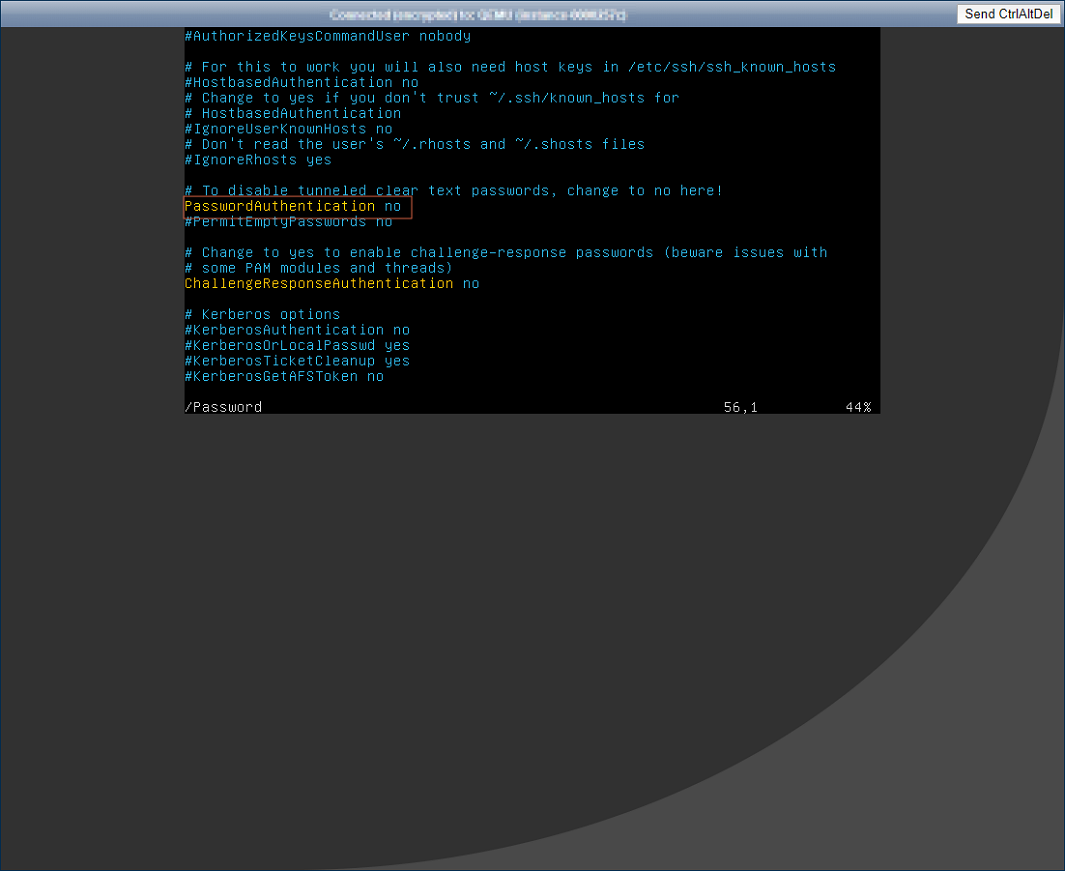 Connected (encrypted) to: QEMU
Send CtrlAltDel
#AuthorizedKeysCommandUser nobody
# For this to work you will also need host keys in /etc/ssh/ssh_known_hosts
#HostbasedAuthentication no
# Change to yes if you don't trust ~/.ssh/known_hosts for
# HostbasedAuthentication
#IgnoreUserKnownHosts no
# Don't read the user's ~/.rhosts and ~/.shosts files
#IgnoreRhosts yes
# To disable tunneled clear text passwords, change to no here!
PasswordAuthentication no
#PermitEmptyPasswords no
# Change to yes to enable challenge-response passwords (beware issues with
# some PAM modules and threads)
ChallengeResponseAuthentication no
# Kerberos options
#KerberosAuthentication no
#KerberosOrLocalPasswd yes
#KerberosTicketCleanup yes
#KerberosGetAFSToken no
/Password 56,1 44%